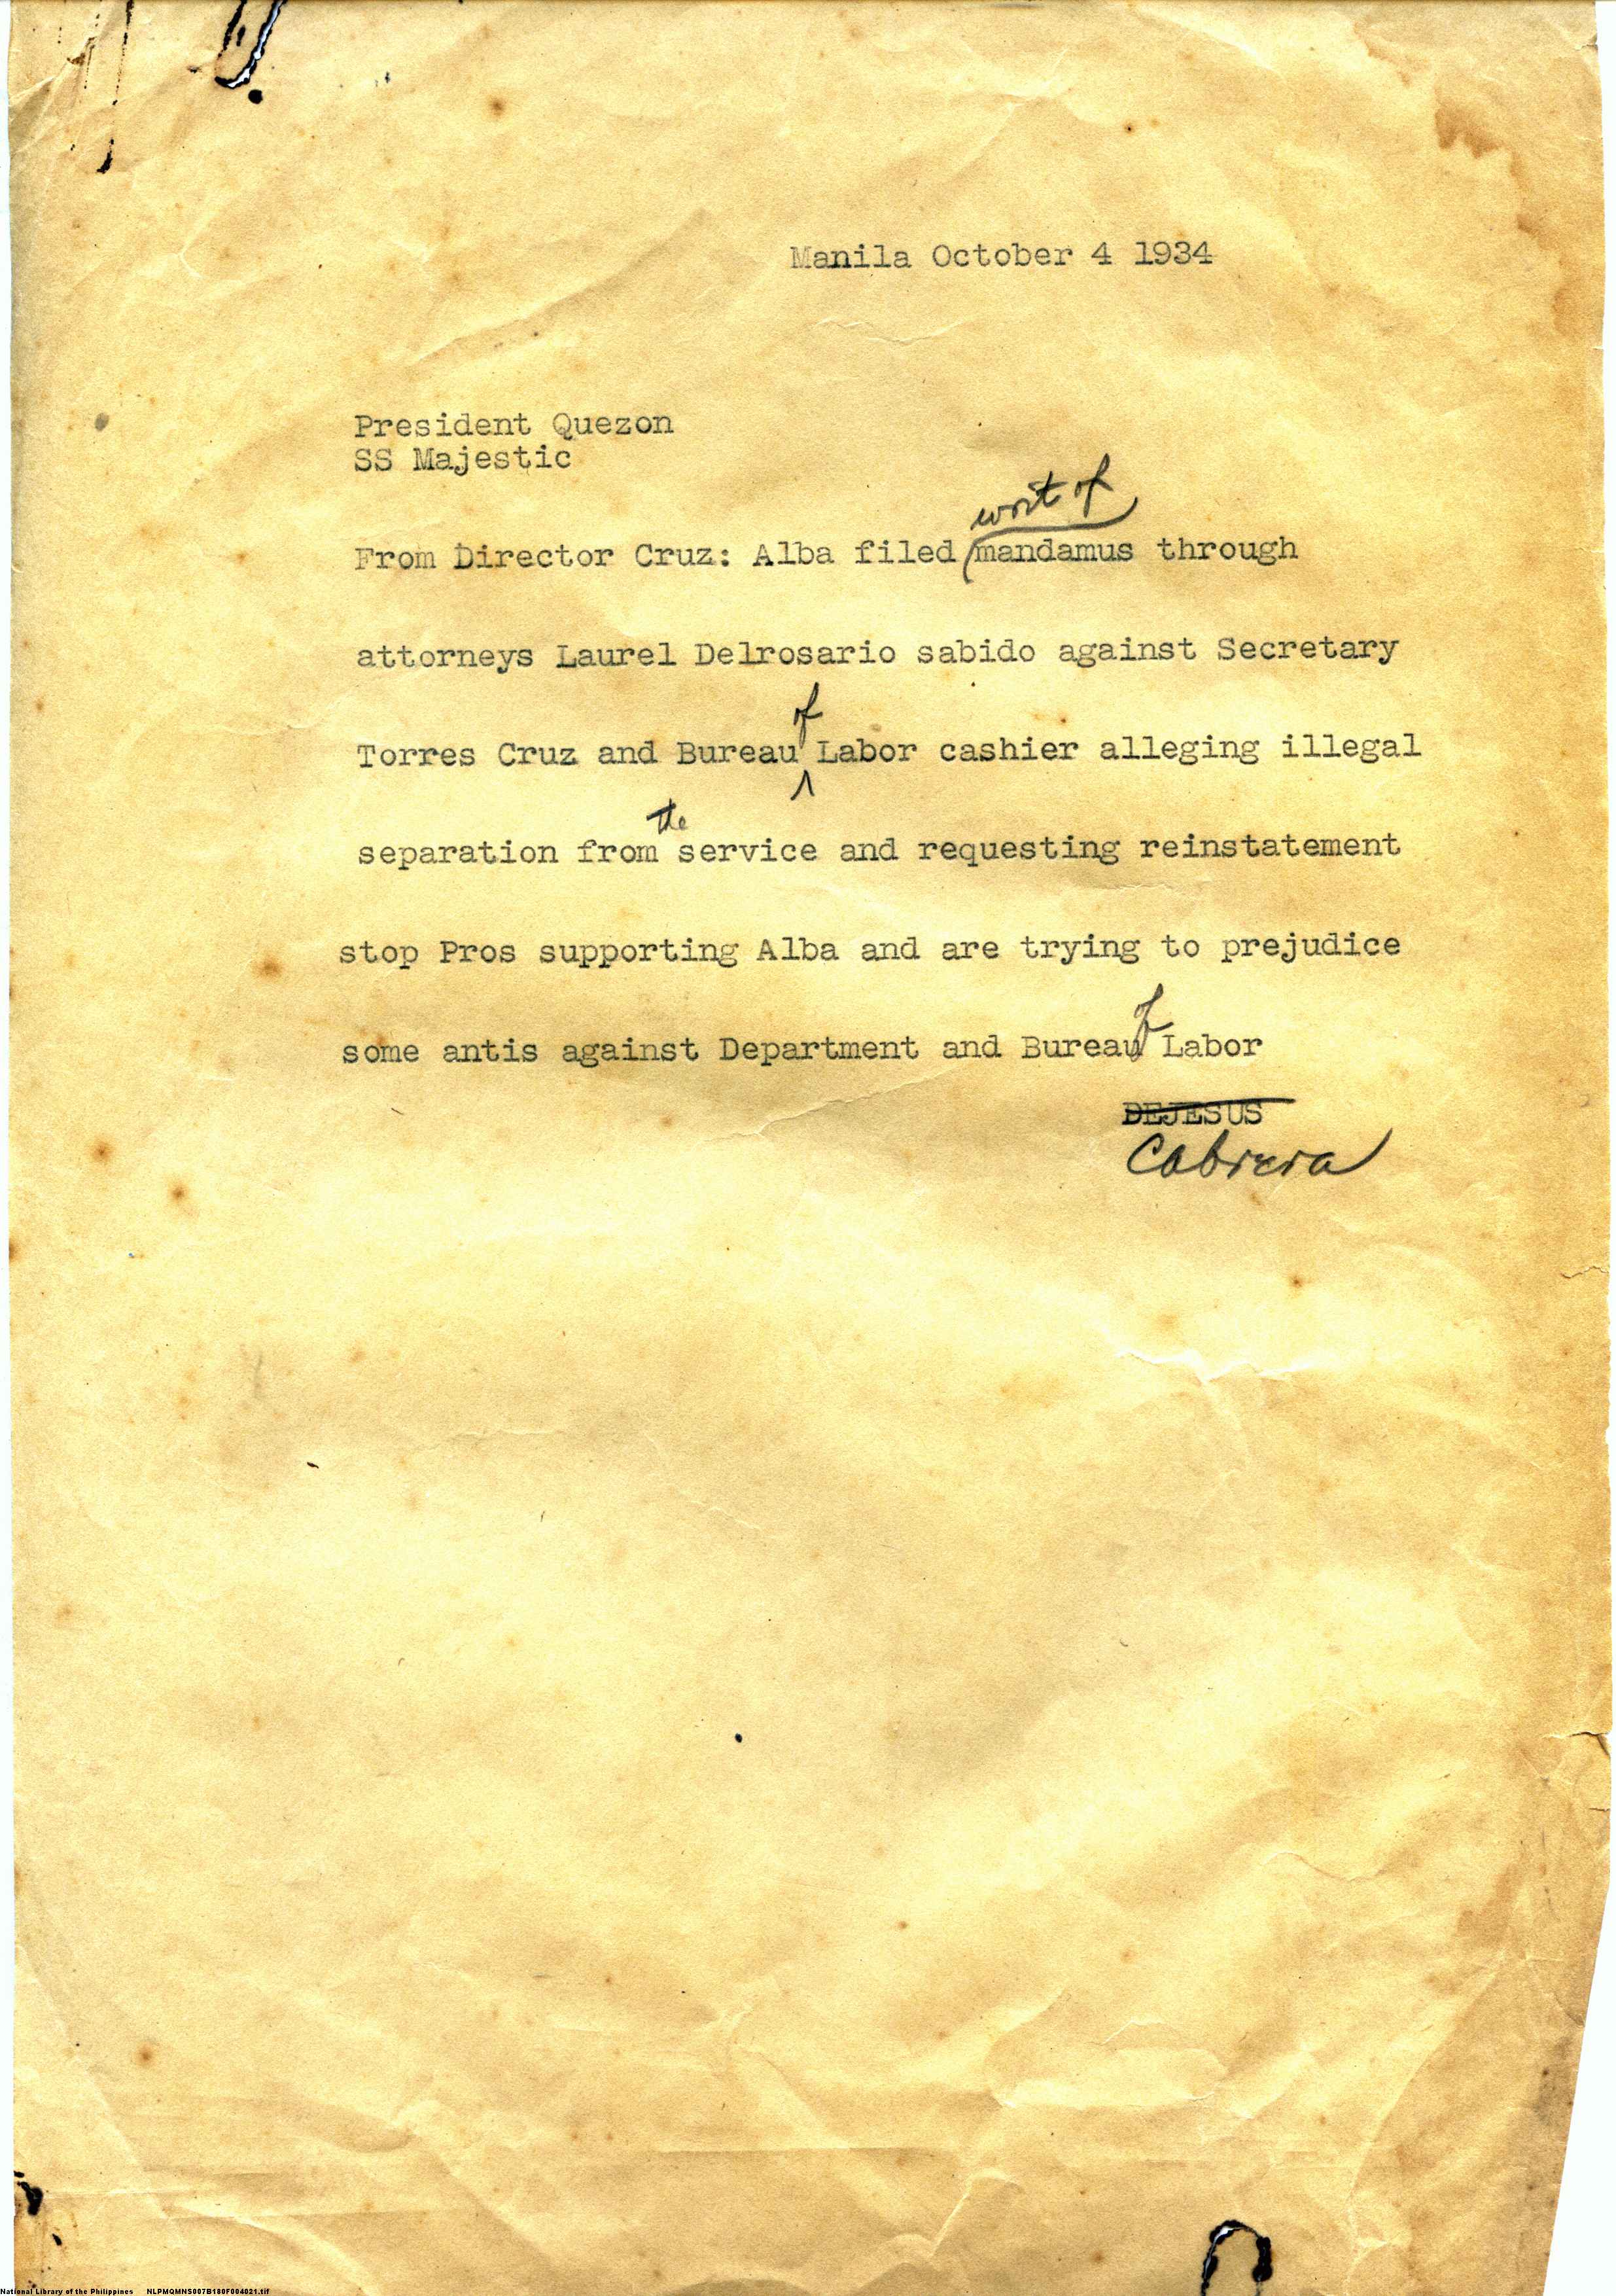 Manila October 4 1934
President Quezon
SS Majestic
writ of
From Director Cruz: Alba filed mandamus through
attorneys Laurel Delrosario sabido against Secretary
of
Torres Cruz and Bureau Labor cashier alleging illegal
the
separation from service and requesting reinstatement
stop Pros supporting Alba and are trying to prejudice
of
some antis against Department and Bureau Labor
DEJESUS
Cabrera
National Library of the Philippines NLPMQMNS007B180F004021.tif